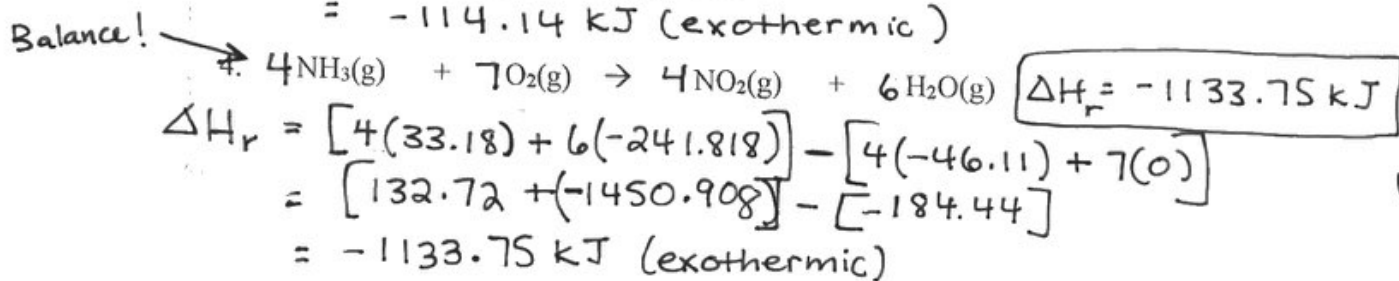 = -114.14 kJ (exothermic)
Balance!
4. 4NH₃(g) + 7O₂(g) → 4NO₂(g) + 6H₂O(g) ΔHᵣ = -1133.75 kJ
ΔHᵣ = [4(33.18) + 6(-241.818)] - [4(-46.11) + 7(0)]
= [132.72 + (-1450.908)] - [-184.44]
= -1133.75 kJ (exothermic)